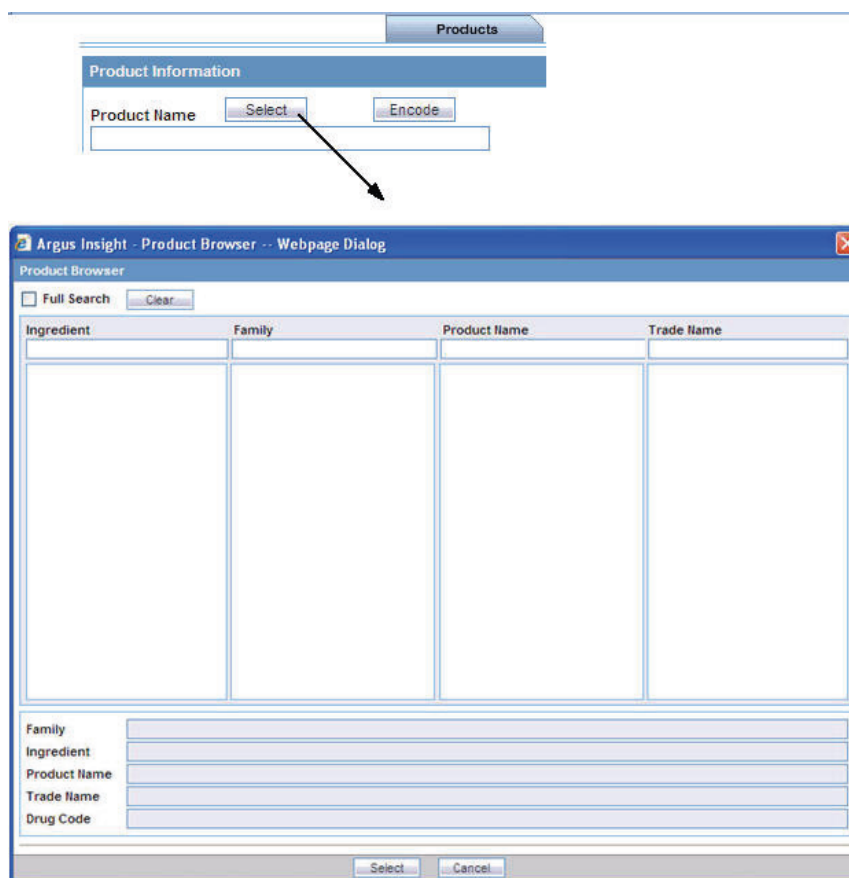 Products
Product Information
Product Name Select Encode
Argus Insight - Product Browser -- Webpage Dialog
Product Browser
Full Search Clear
Ingredient Family Product Name Trade Name
Family
Ingredient
Product Name
Trade Name
Drug Code
Select Cancel